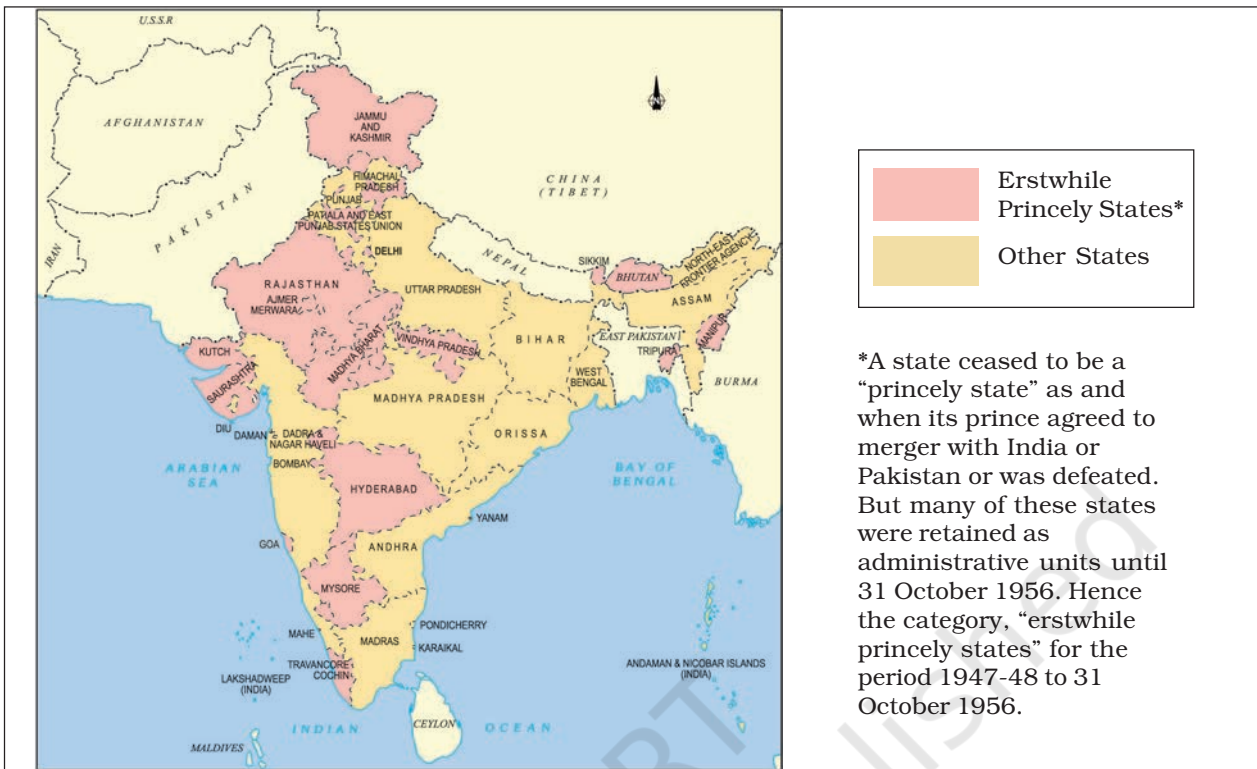 U.S.S.R
AFGHANISTAN
PAKISTAN
IRAN
JAMMU
AND
KASHMIR
CHINA
(TIBET)
N
HIMACHAL
PRADESH
PUNJAB
PATIALA AND EAST
PUNJAB STATES UNION
DELHI
NEPAL
SIKKIM
BHUTAN
NORTH-EAST
FRONTIER AGENCY
ASSAM
RAJASTHAN
AJMER
MERWARA
UTTAR PRADESH
BIHAR
EAST PAKISTAN
MANIPUR
TRIPURA
KUTCH
SAURASHTRA
MADHYA BHARAT
VINDHYA PRADESH
WEST
BENGAL
BURMA
MADHYA PRADESH
DIU
DAMAN
DADRA &
NAGAR HAVELI
ORISSA
BOMBAY
ARABIAN
SEA
BAY OF
BENGAL
HYDERABAD
YANAM
GOA
ANDHRA
MYSORE
MAHE
MADRAS
PONDICHERRY
KARAIKAL
TRAVANCORE
COCHIN
LAKSHADWEEP
(INDIA)
ANDAMAN & NICOBAR ISLANDS
(INDIA)
INDIAN OCEAN
CEYLON
MALDIVES
Erstwhile
Princely States*
Other States
*A state ceased to be a
“princely state” as and
when its prince agreed to
merger with India or
Pakistan or was defeated.
But many of these states
were retained as
administrative units until
31 October 1956. Hence
the category, “erstwhile
princely states” for the
period 1947-48 to 31
October 1956.